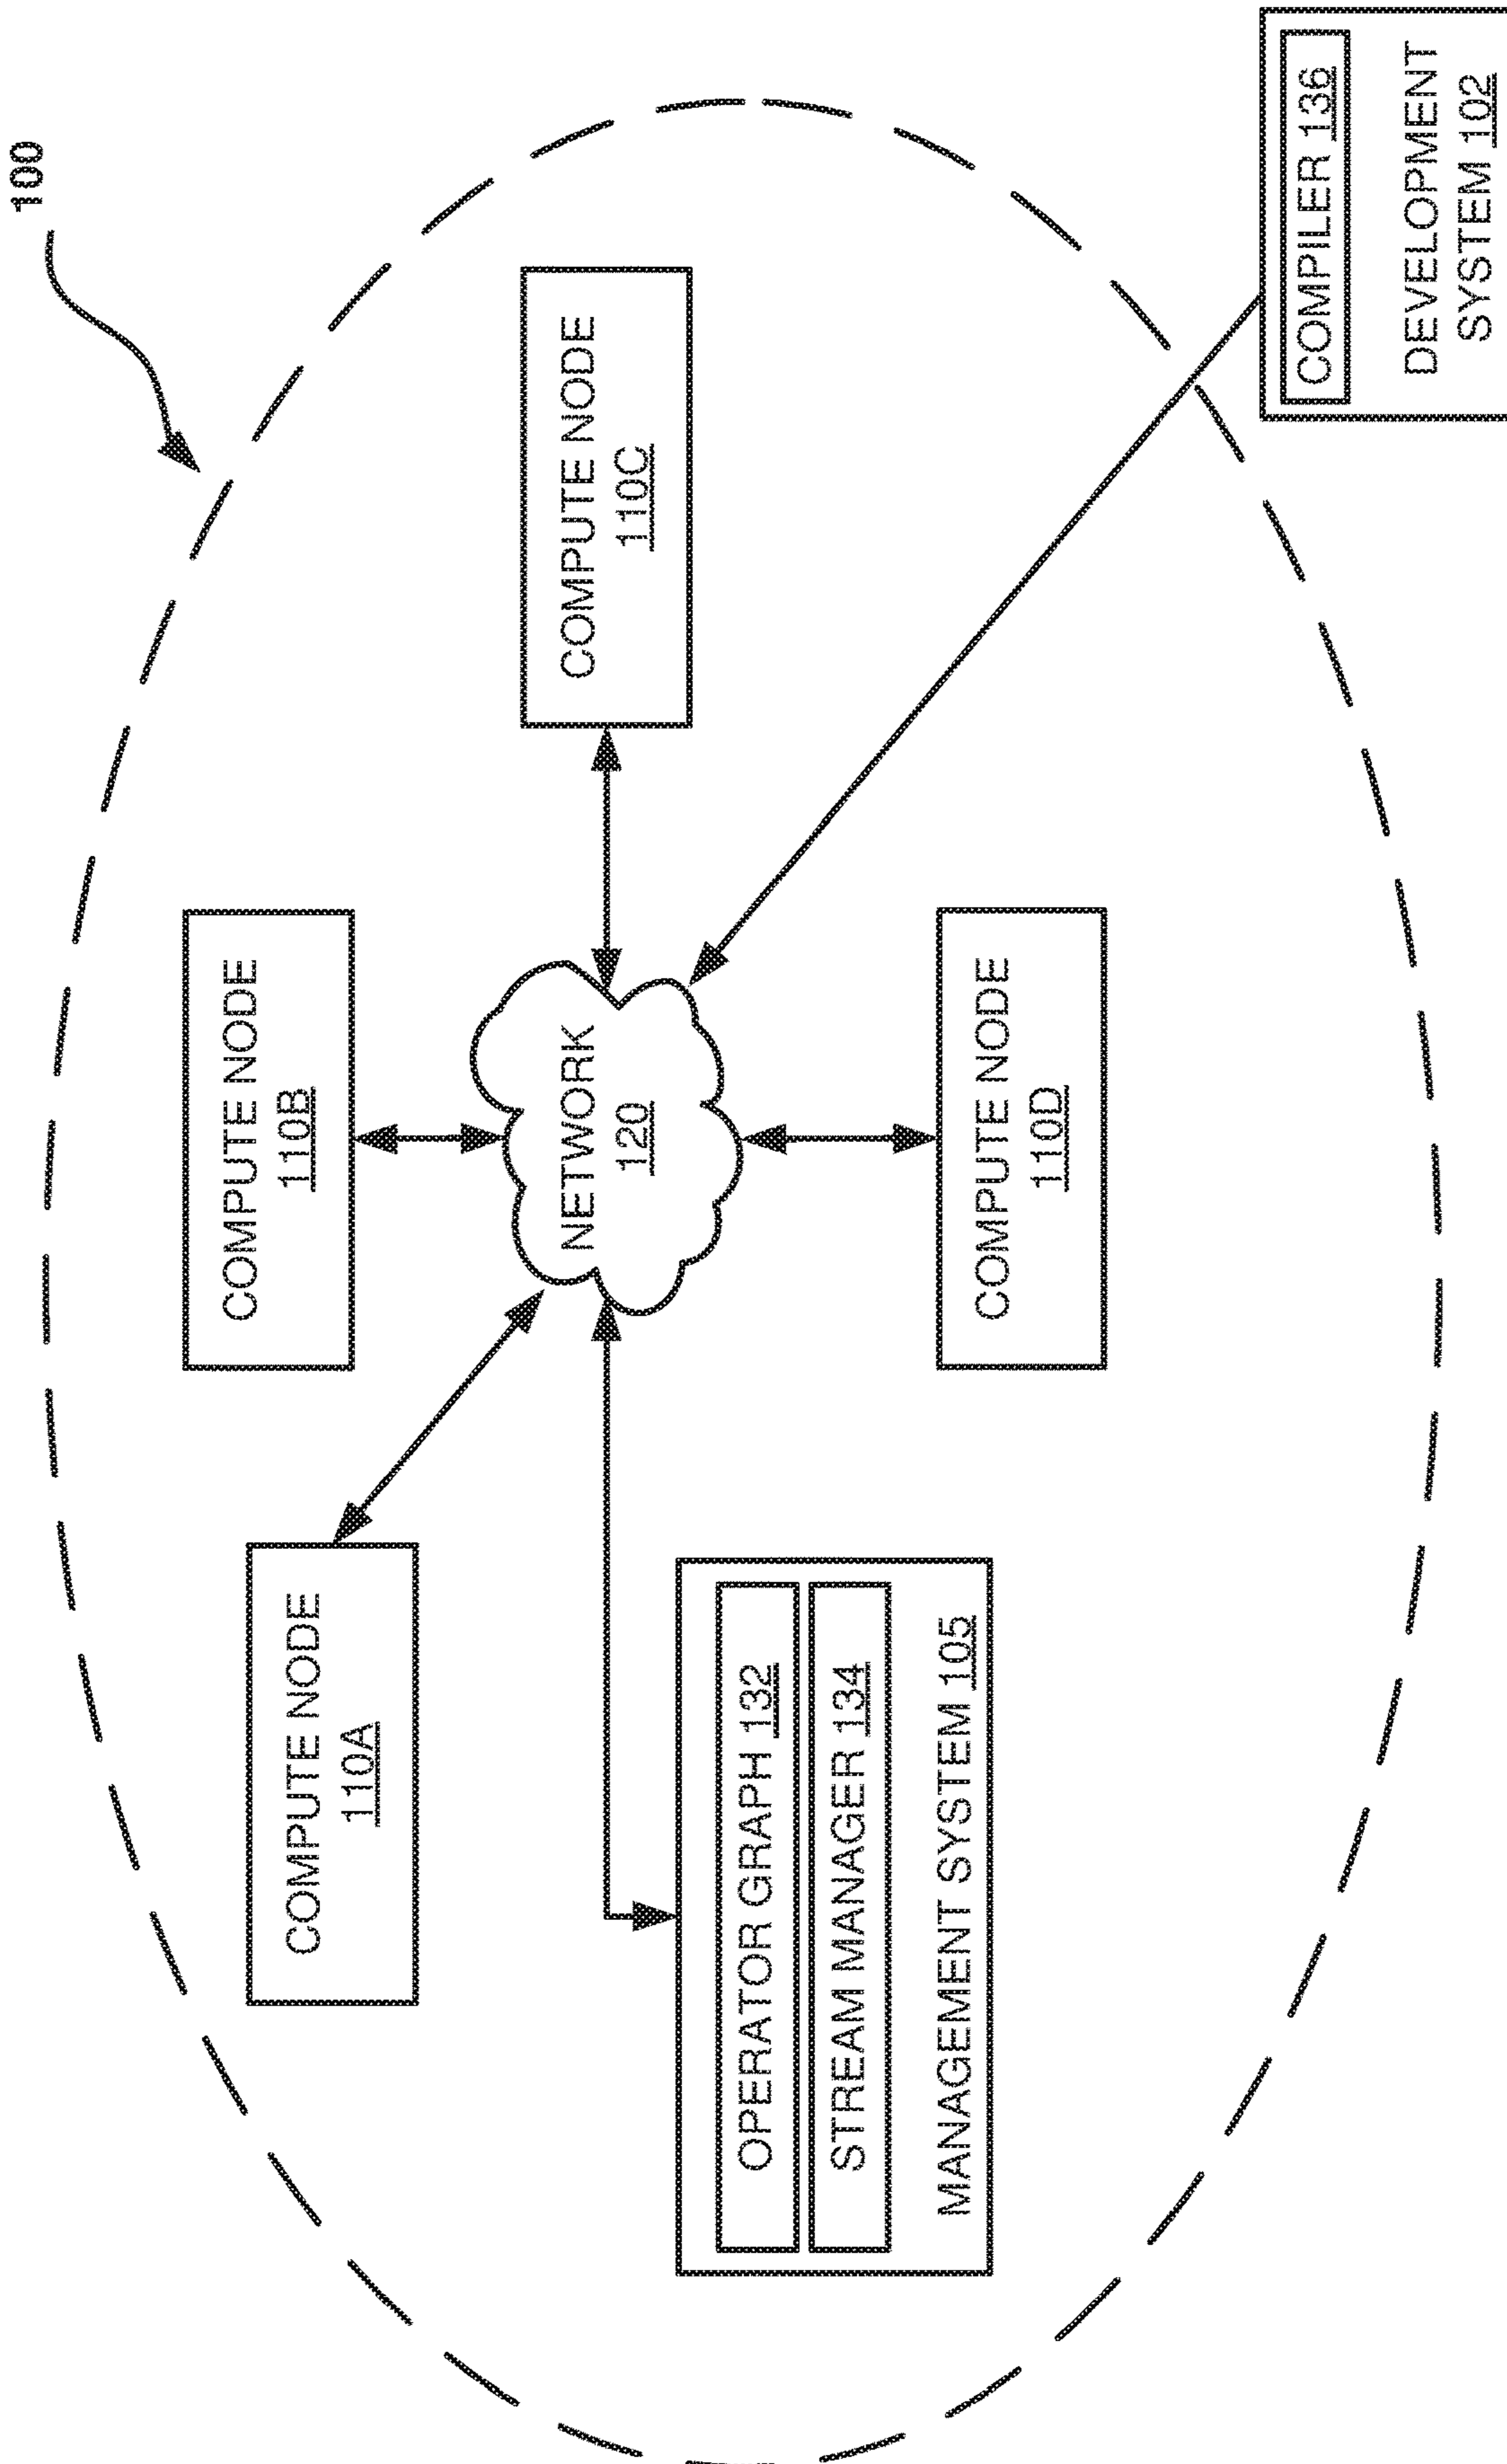 100
COMPUTE NODE
110A
COMPUTE NODE
110B
COMPUTE NODE
110C
NETWORK
120
OPERATOR GRAPH 132
STREAM MANAGER 134
MANAGEMENT SYSTEM 105
COMPUTE NODE
110D
COMPILER 136
DEVELOPMENT
SYSTEM 102